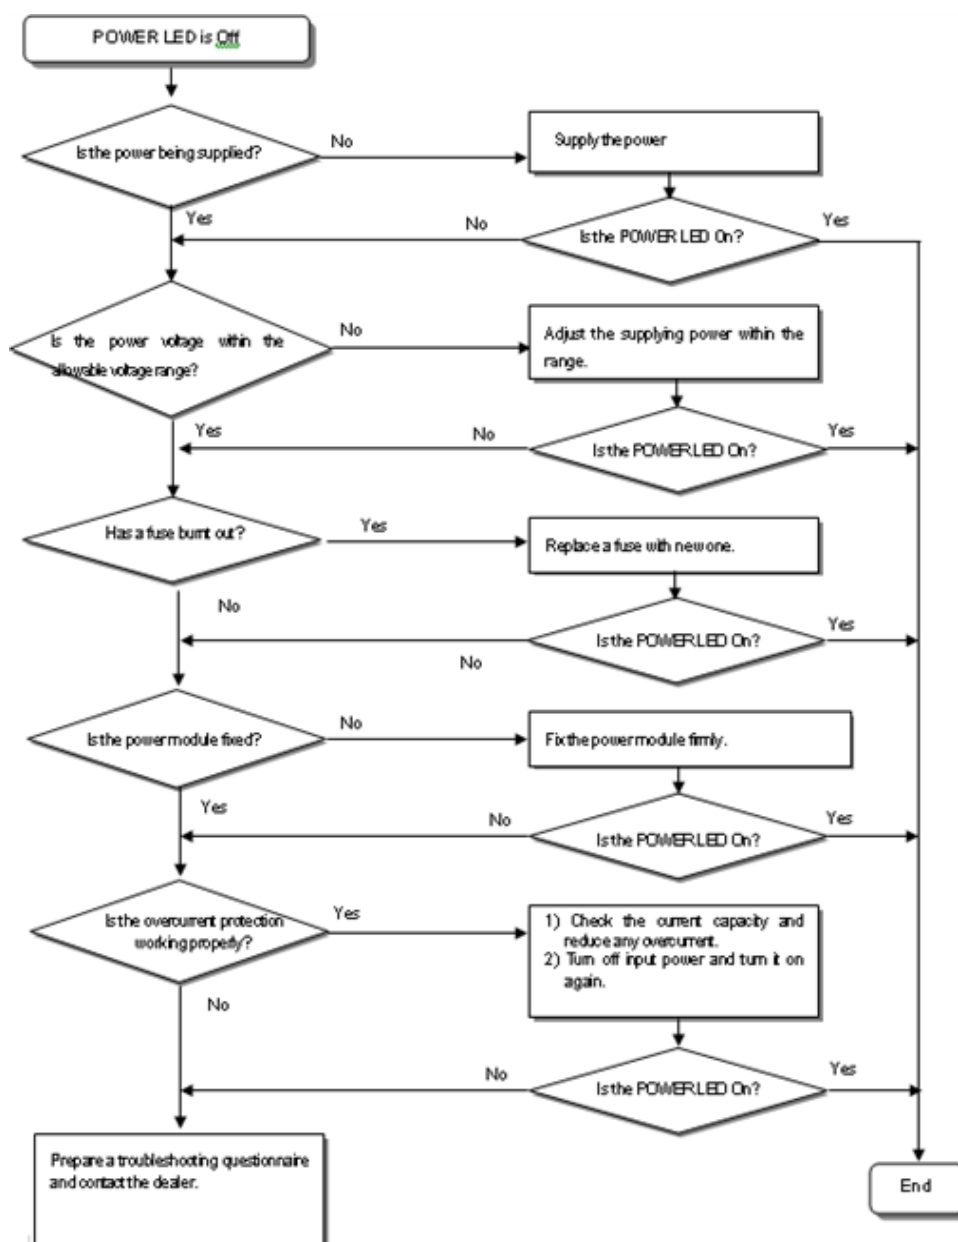 POWER LED is Off
Is the power being supplied?
No
Supply the power
Yes
No
Is the POWER LED On?
Yes
Is the power voltage within the
allowable voltage range?
No
Adjust the supplying power within the
range.
Yes
No
Is the POWER LED On?
Yes
Has a fuse burnt out?
Yes
Replace a fuse with new one.
No
No
Is the POWER LED On?
Yes
Is the power module fixed?
No
Fix the power module firmly.
Yes
No
Is the POWER LED On?
Yes
Is the overcurrent protection
working properly?
Yes
1) Check the current capacity and
reduce any overcurrent.
2) Turn off input power and turn it on
again.
No
No
Is the POWER LED On?
Yes
Prepare a troubleshooting questionnaire
and contact the dealer.
End